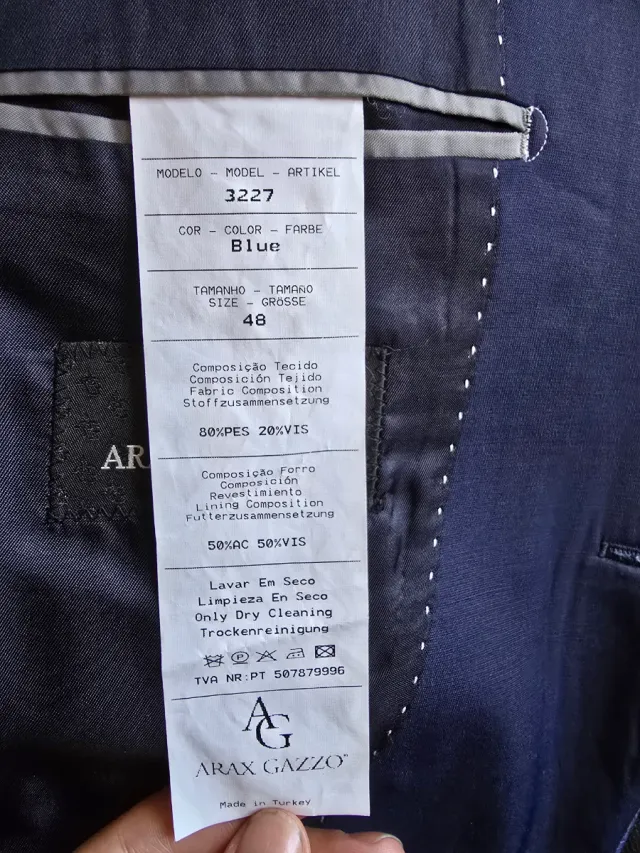 MODELO - MODEL - ARTIKEL
3227
COR - COLOR - FARBE
Blue
TAMANHO - TAMAÑO
SIZE - GRÖSSE
48
Composição Tecido
Composición Tejido
Fabric Composition
Stoffzusammensetzung
80%PES 20%VIS
Composição Forro
Composición
Revestimiento
Lining Composition
Futterzusammensetzung
50%AC 50%VIS
Lavar Em Seco
Limpieza En Seco
Only Dry Cleaning
Trockenreinigung
P
TVA NR:PT 507879996
AG
ARAX GAZZO
Made in Turkey
AR